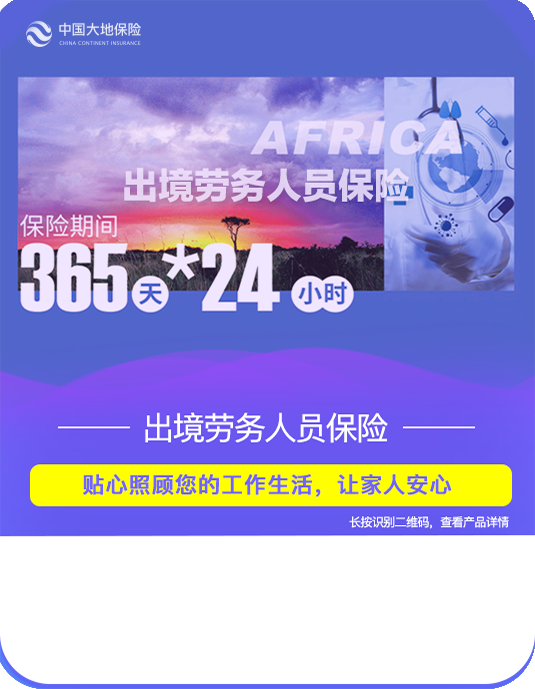 中国大地保险
CHINA CONTINENT INSURANCE
AFRICA
出境劳务人员保险
保险期间
365天*24小时
出境劳务人员保险
贴心照顾您的工作生活，让家人安心
长按识别二维码，查看产品详情